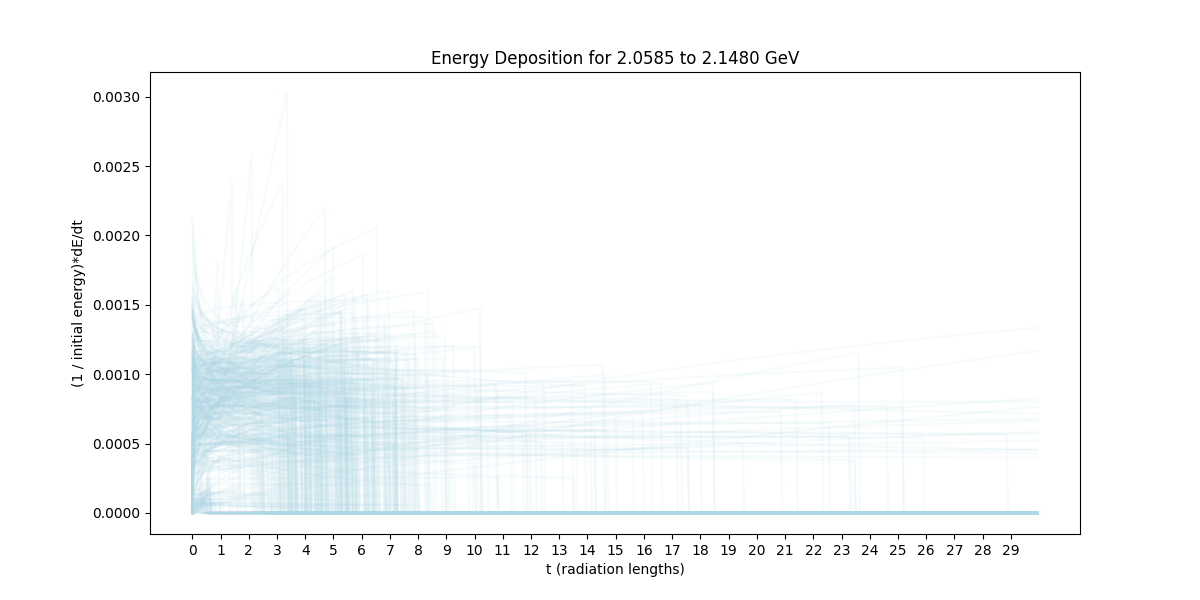 Energy Deposition for 2.0585 to 2.1480 GeV
0.0030
0.0025
0.0020
0.0015
0.0010
0.0005
0.0000
(1 / initial energy)*dE/dt
0 1 2 3 4 5 6 7 8 9 10 11 12 13 14 15 16 17 18 19 20 21 22 23 24 25 26 27 28 29
t (radiation lengths)